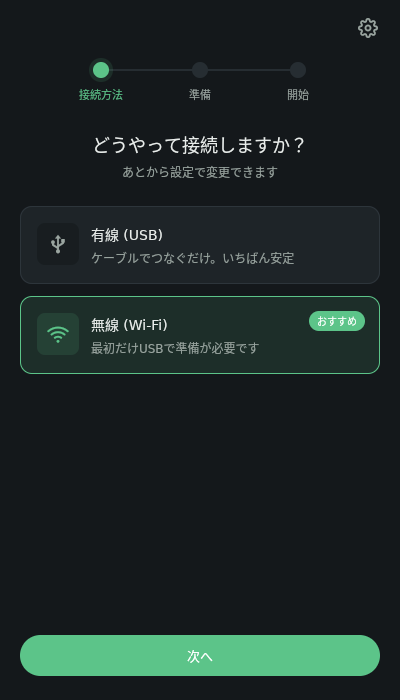 接続方法
準備
開始
どうやって接続しますか？
あとから設定で変更できます
有線 (USB)
ケーブルでつなぐだけ。いちばん安定
無線 (Wi-Fi)
おすすめ
最初だけUSBで準備が必要です
次へ